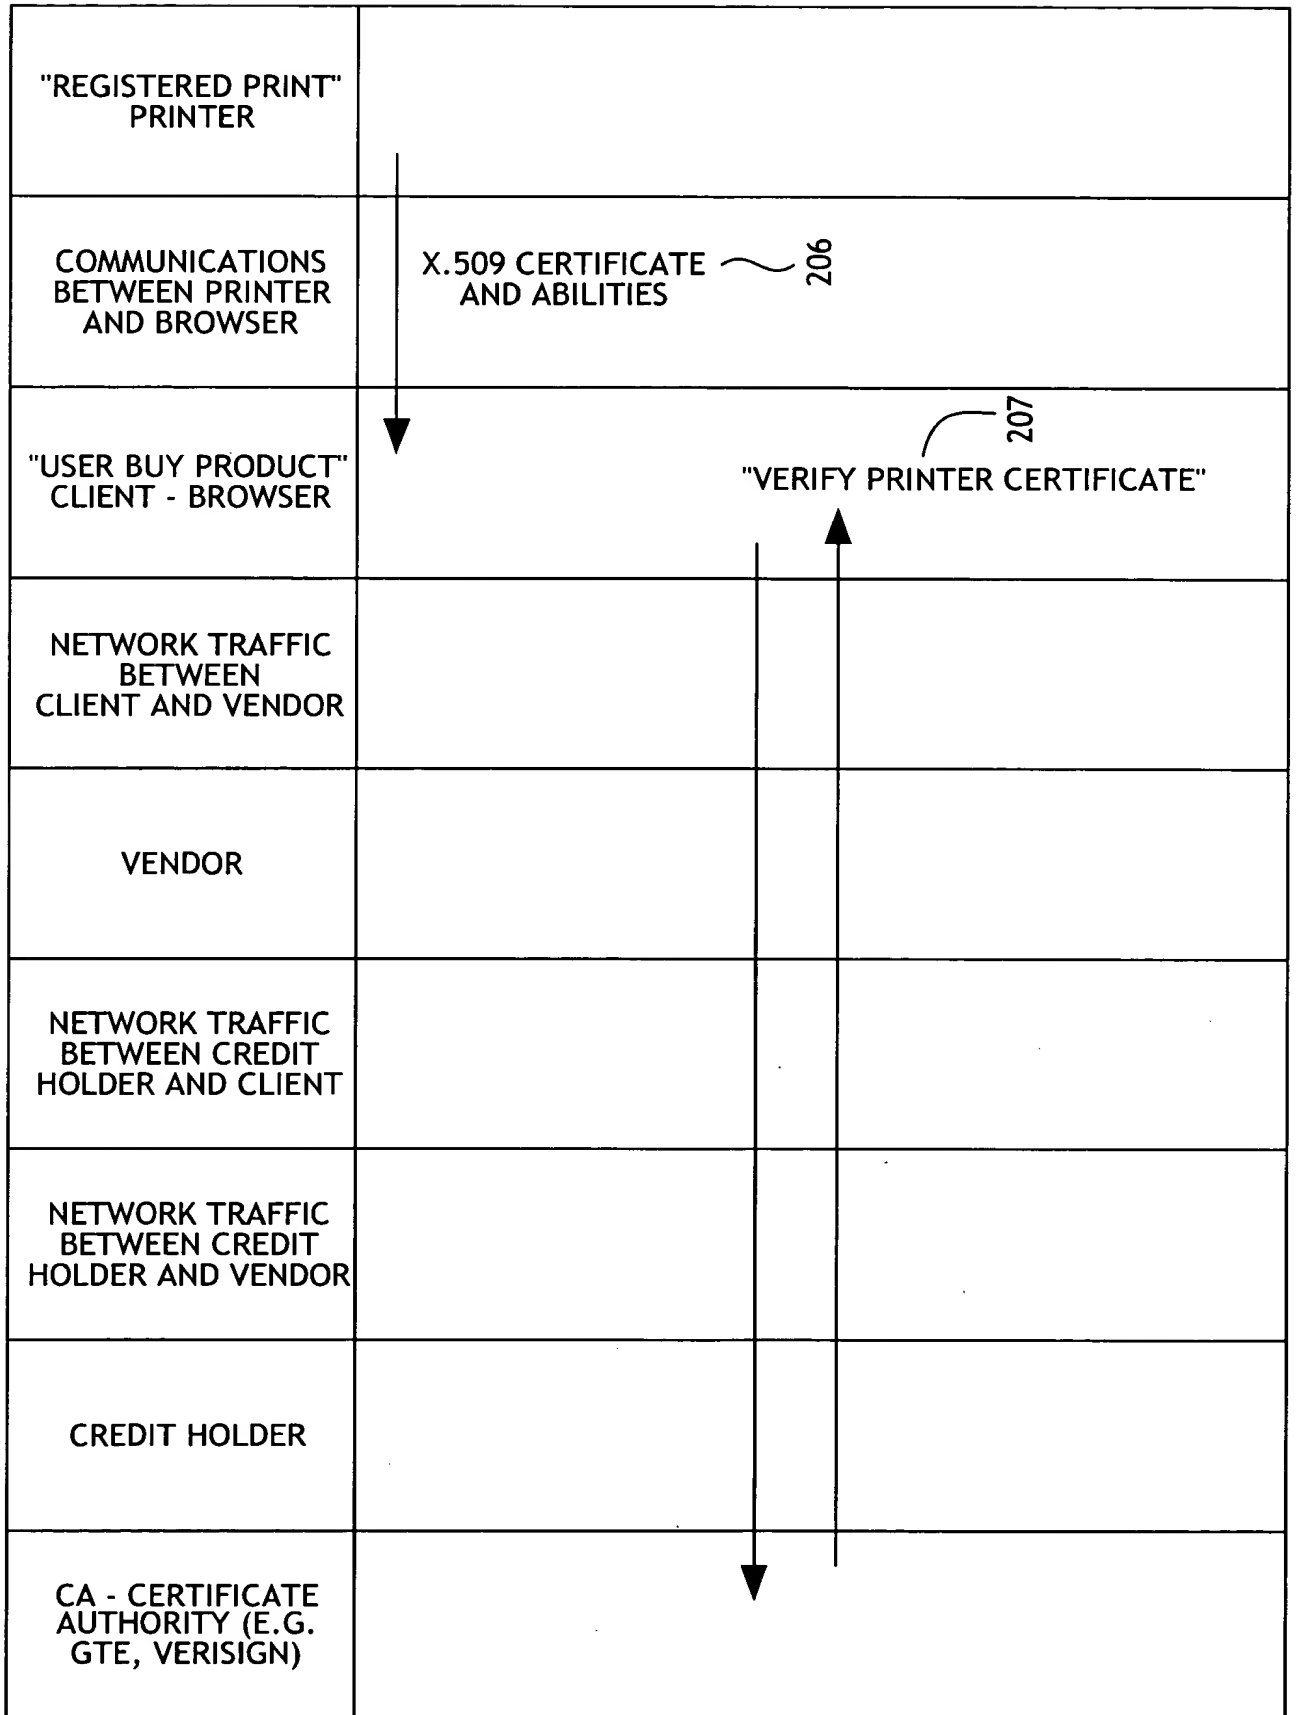 "REGISTERED PRINT"
PRINTER
COMMUNICATIONS
BETWEEN PRINTER
AND BROWSER
X.509 CERTIFICATE
AND ABILITIES
206
"USER BUY PRODUCT"
CLIENT - BROWSER
207
"VERIFY PRINTER CERTIFICATE"
NETWORK TRAFFIC
BETWEEN
CLIENT AND VENDOR
VENDOR
NETWORK TRAFFIC
BETWEEN CREDIT
HOLDER AND CLIENT
NETWORK TRAFFIC
BETWEEN CREDIT
HOLDER AND VENDOR
CREDIT HOLDER
CA - CERTIFICATE
AUTHORITY (E.G.
GTE, VERISIGN)